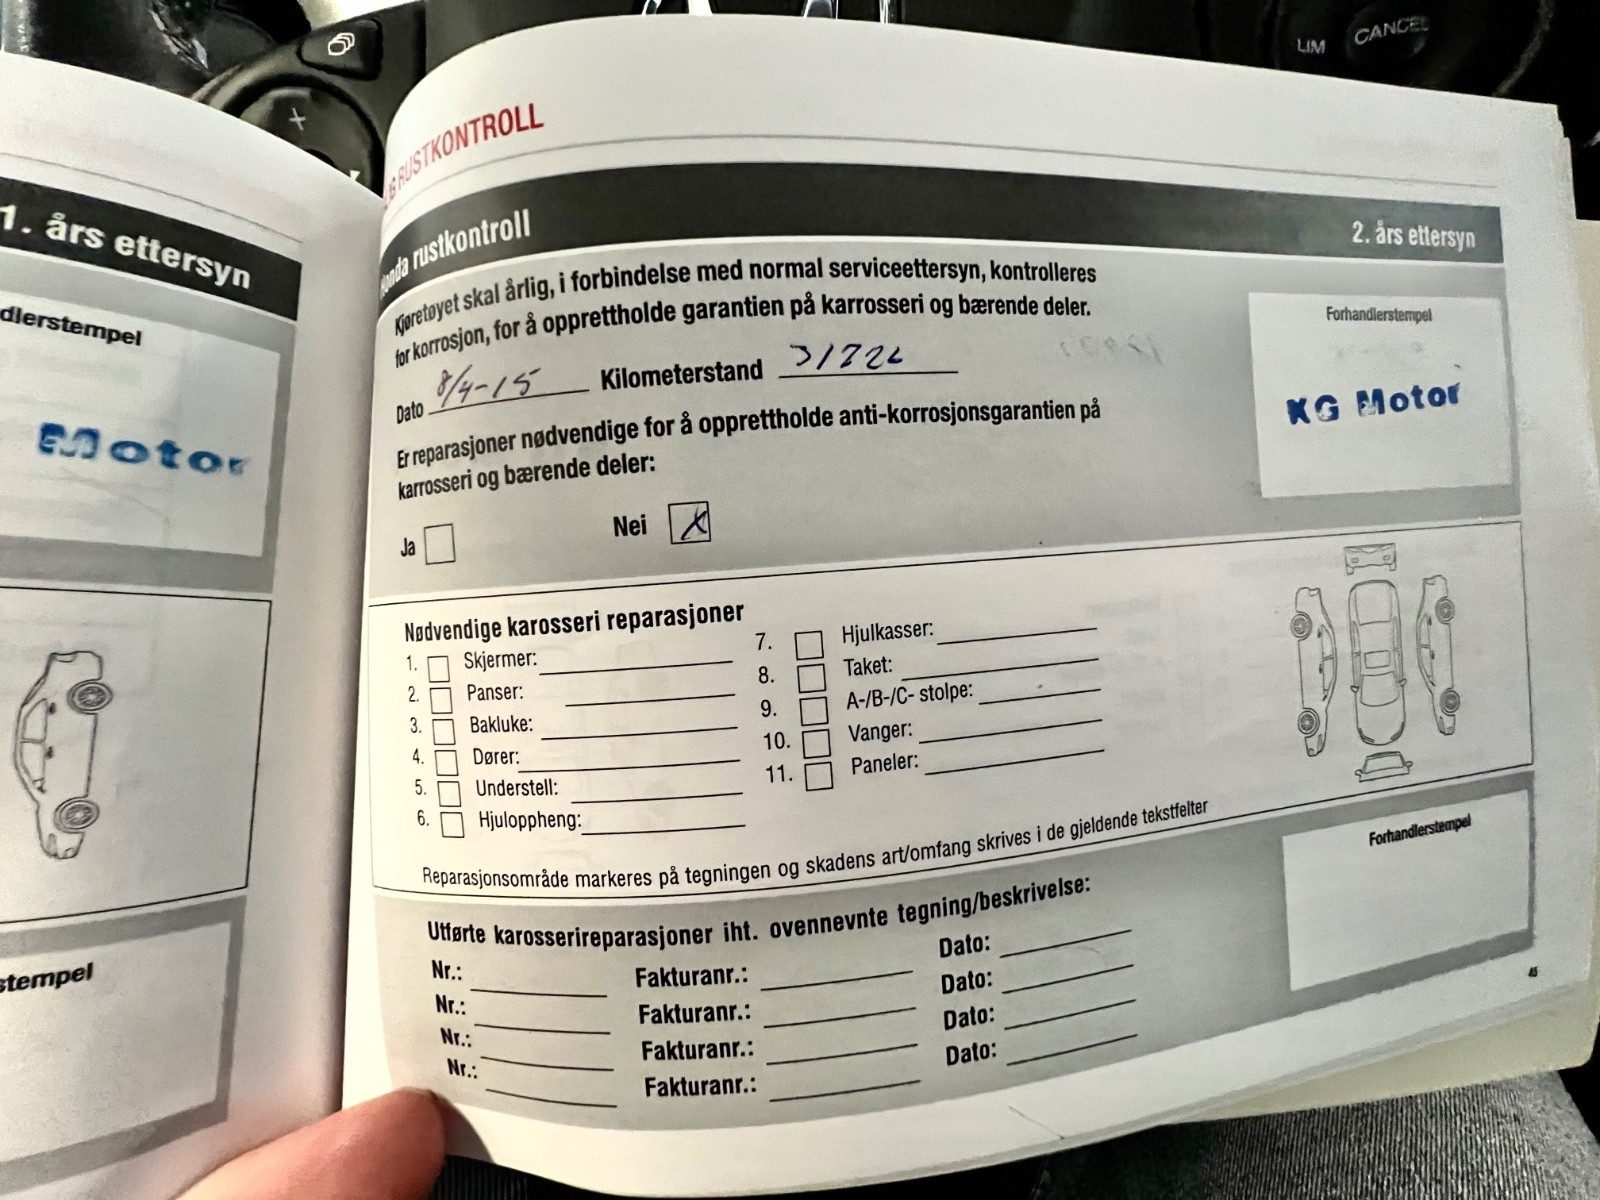 LIM
CANCEL
1. års ettersyn
Motor
RUSTKONTROLL
rustkontroll
2. års ettersyn
Kjøretøyet skal årlig, i forbindelse med normal serviceettersyn, kontrolleres
for korrosjon, for å opprettholde garantien på karrosseri og bærende deler.
Dato 8/4-15 Kilometerstand
Er reparasjoner nødvendige for å opprettholde anti-korrosjonsgarantien på
karrosseri og bærende deler:
Ja
Nei X
Forhandlerstempel
KG Motor
Nødvendige karosseri reparasjoner
1. Skjermer:
2. Panser:
3. Bakluke:
4. Dører:
5. Understell:
6. Hjuloppheng:
7. Hjulkasser:
8. Taket:
9. A-/B-/C- stolpe:
10. Vanger:
11. Paneler:
Reparasjonsområde markeres på tegningen og skadens art/omfang skrives i de gjeldende tekstfelter
Utførte karosserireparasjoner iht. ovennevnte tegning/beskrivelse:
Nr.: Fakturanr.: Dato:
Nr.: Fakturanr.: Dato:
Nr.: Fakturanr.: Dato:
Nr.: Fakturanr.: Dato:
Forhandlerstempel
45